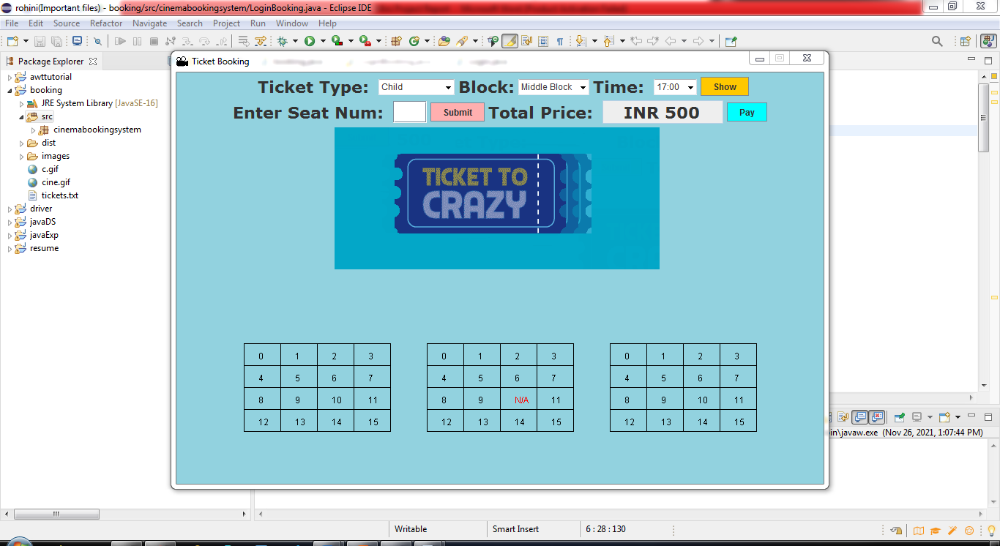 rohini(Important files) - booking/src/cinemabookingsystem/LoginBooking.java - Eclipse IDE
File Edit Source Refactor Navigate Search Project Run Window Help
Package Explorer
awttutorial
booking
JRE System Library [JavaSE-16]
src
cinemabookingsystem
dist
images
c.gif
cine.gif
tickets.txt
driver
javaDS
javaExp
resume
Ticket Booking
Ticket Type: Child Block: Middle Block Time: 17:00 Show
Enter Seat Num: Submit Total Price: INR 500 Pay
TICKET TO
CRAZY
0 1 2 3 0 1 2 3 0 1 2 3
4 5 6 7 4 5 6 7 4 5 6 7
8 9 10 11 8 9 N/A 11 8 9 10 11
12 13 14 15 12 13 14 15 12 13 14 15
in\javaw.exe (Nov 26, 2021, 1:07:44 PM)
Writable Smart Insert 6 : 28 : 130